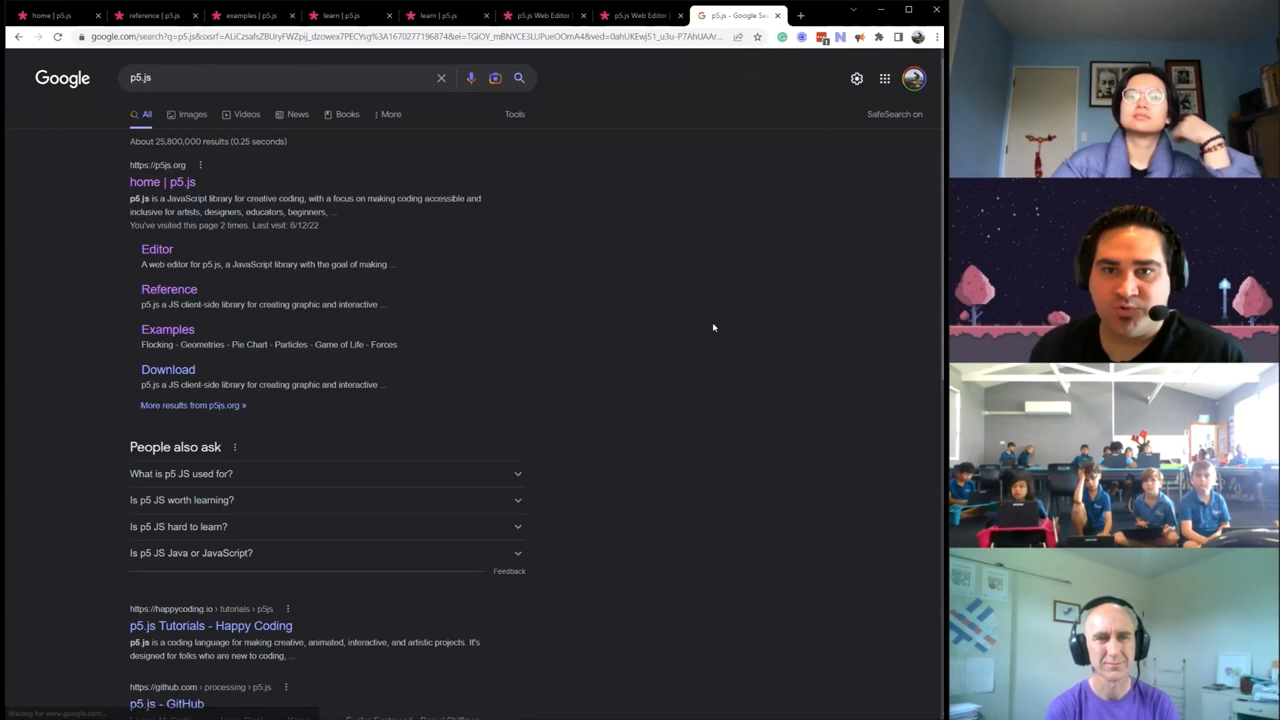 home | p5.js
reference | p5.js
examples | p5.js
learn | p5.js
learn | p5.js
p5.js Web Editor
p5.js Web Editor
p5.js - Google Sea
Google
p5.js
All
Images
Videos
News
Books
More
Tools
SafeSearch on
About 25,800,000 results (0.25 seconds)
https://p5js.org
home | p5.js
p5 js is a JavaScript library for creative coding, with a focus on making coding accessible and
inclusive for artists, designers, educators, beginners, ...
You've visited this page 2 times. Last visit: 6/12/22
Editor
A web editor for p5 js, a JavaScript library with the goal of making ...
Reference
p5.js a JS client-side library for creating graphic and interactive ...
Examples
Flocking - Geometries - Pie Chart - Particles - Game of Life - Forces
Download
p5.js a JS client-side library for creating graphic and interactive ...
More results from p5js.org »
People also ask
What is p5 JS used for?
Is p5 JS worth learning?
Is p5 JS hard to learn?
Is p5 JS Java or JavaScript?
Feedback
https://happycoding.io › tutorials › p5js
p5.js Tutorials - Happy Coding
p5 js is a coding language for making creative, animated, interactive, and artistic projects. It's
designed for folks who are new to coding, ...
https://github.com › processing › p5.js
p5.js - GitHub
Waiting for www.google.com...